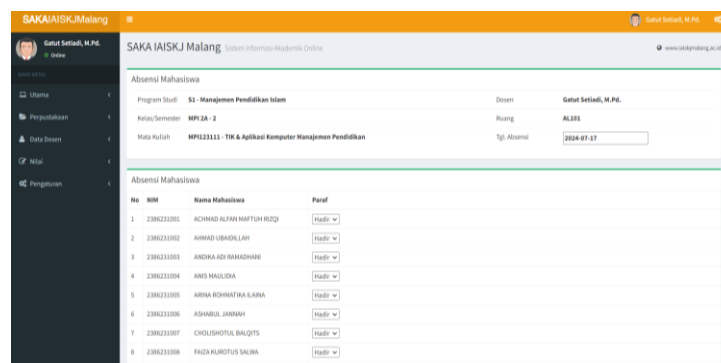 SAKAIAISKJMalang
Gatut Setiadi, M.Pd.
Gatut Setiadi, M.Pd.
Online
SAKA IAISKJ Malang Sistem Informasi Akademik Online
www.iaiskjmalang.ac.id
MAIN MENU
Utama
Perpustakaan
Data Dosen
Nilai
Pengaturan
Absensi Mahasiswa
Program Studi S1 - Manajemen Pendidikan Islam Dosen Gatut Setiadi, M.Pd.
Kelas/Semester MPI 2A - 2 Ruang AL101
Mata Kuliah MPI123111 - TIK & Aplikasi Komputer Manajemen Pendidikan Tgl. Absensi 2024-07-17
Absensi Mahasiswa
No NIM Nama Mahasiswa Paraf
1 2386231001 ACHMAD ALFAN MAFTUH RIZQI Hadir
2 2386231002 AHMAD UBAIDILLAH Hadir
3 2386231003 ANDIKA ADI RAMADHANI Hadir
4 2386231004 ANIS MAULIDIA Hadir
5 2386231005 ARINA ROHMATIKA ILAINA Hadir
6 2386231006 ASHABUL JANNAH Hadir
7 2386231007 CHOLISHOTUL BALQITS Hadir
8 2386231008 FAIZA KUROTUS SALWA Hadir